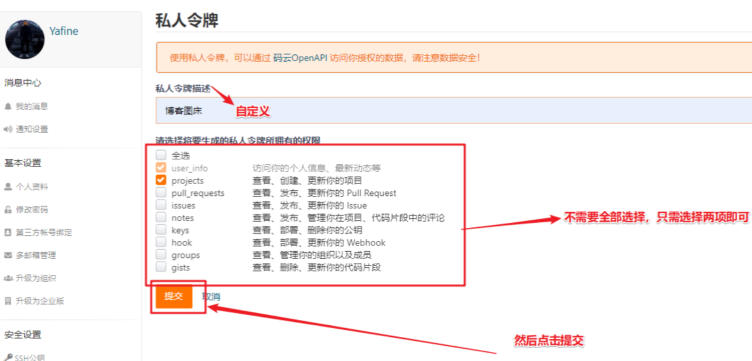 Yafine
消息中心
我的消息
通知设置
基本设置
个人资料
修改密码
第三方帐号绑定
多邮箱管理
升级为组织
升级为企业版
安全设置
SSH公钥
私人令牌
使用私人令牌，可以通过 码云OpenAPI 访问你授权的数据，请注意数据安全！
私人令牌描述
自定义
博客图床
请选择将要生成的私人令牌所拥有的权限
全选
user_info 访问你的个人信息、最新动态等
projects 查看、创建、更新你的项目
pull_requests 查看、发布、更新你的 Pull Request
issues 查看、发布、更新你的 Issue
notes 查看、发布、管理你在项目、代码片段中的评论
keys 查看、部署、删除你的公钥
hook 查看、部署、更新你的 Webhook
groups 查看、管理你的组织以及成员
gists 查看、删除、更新你的代码片段
不需要全部选择，只需选择两项即可
提交 取消
然后点击提交